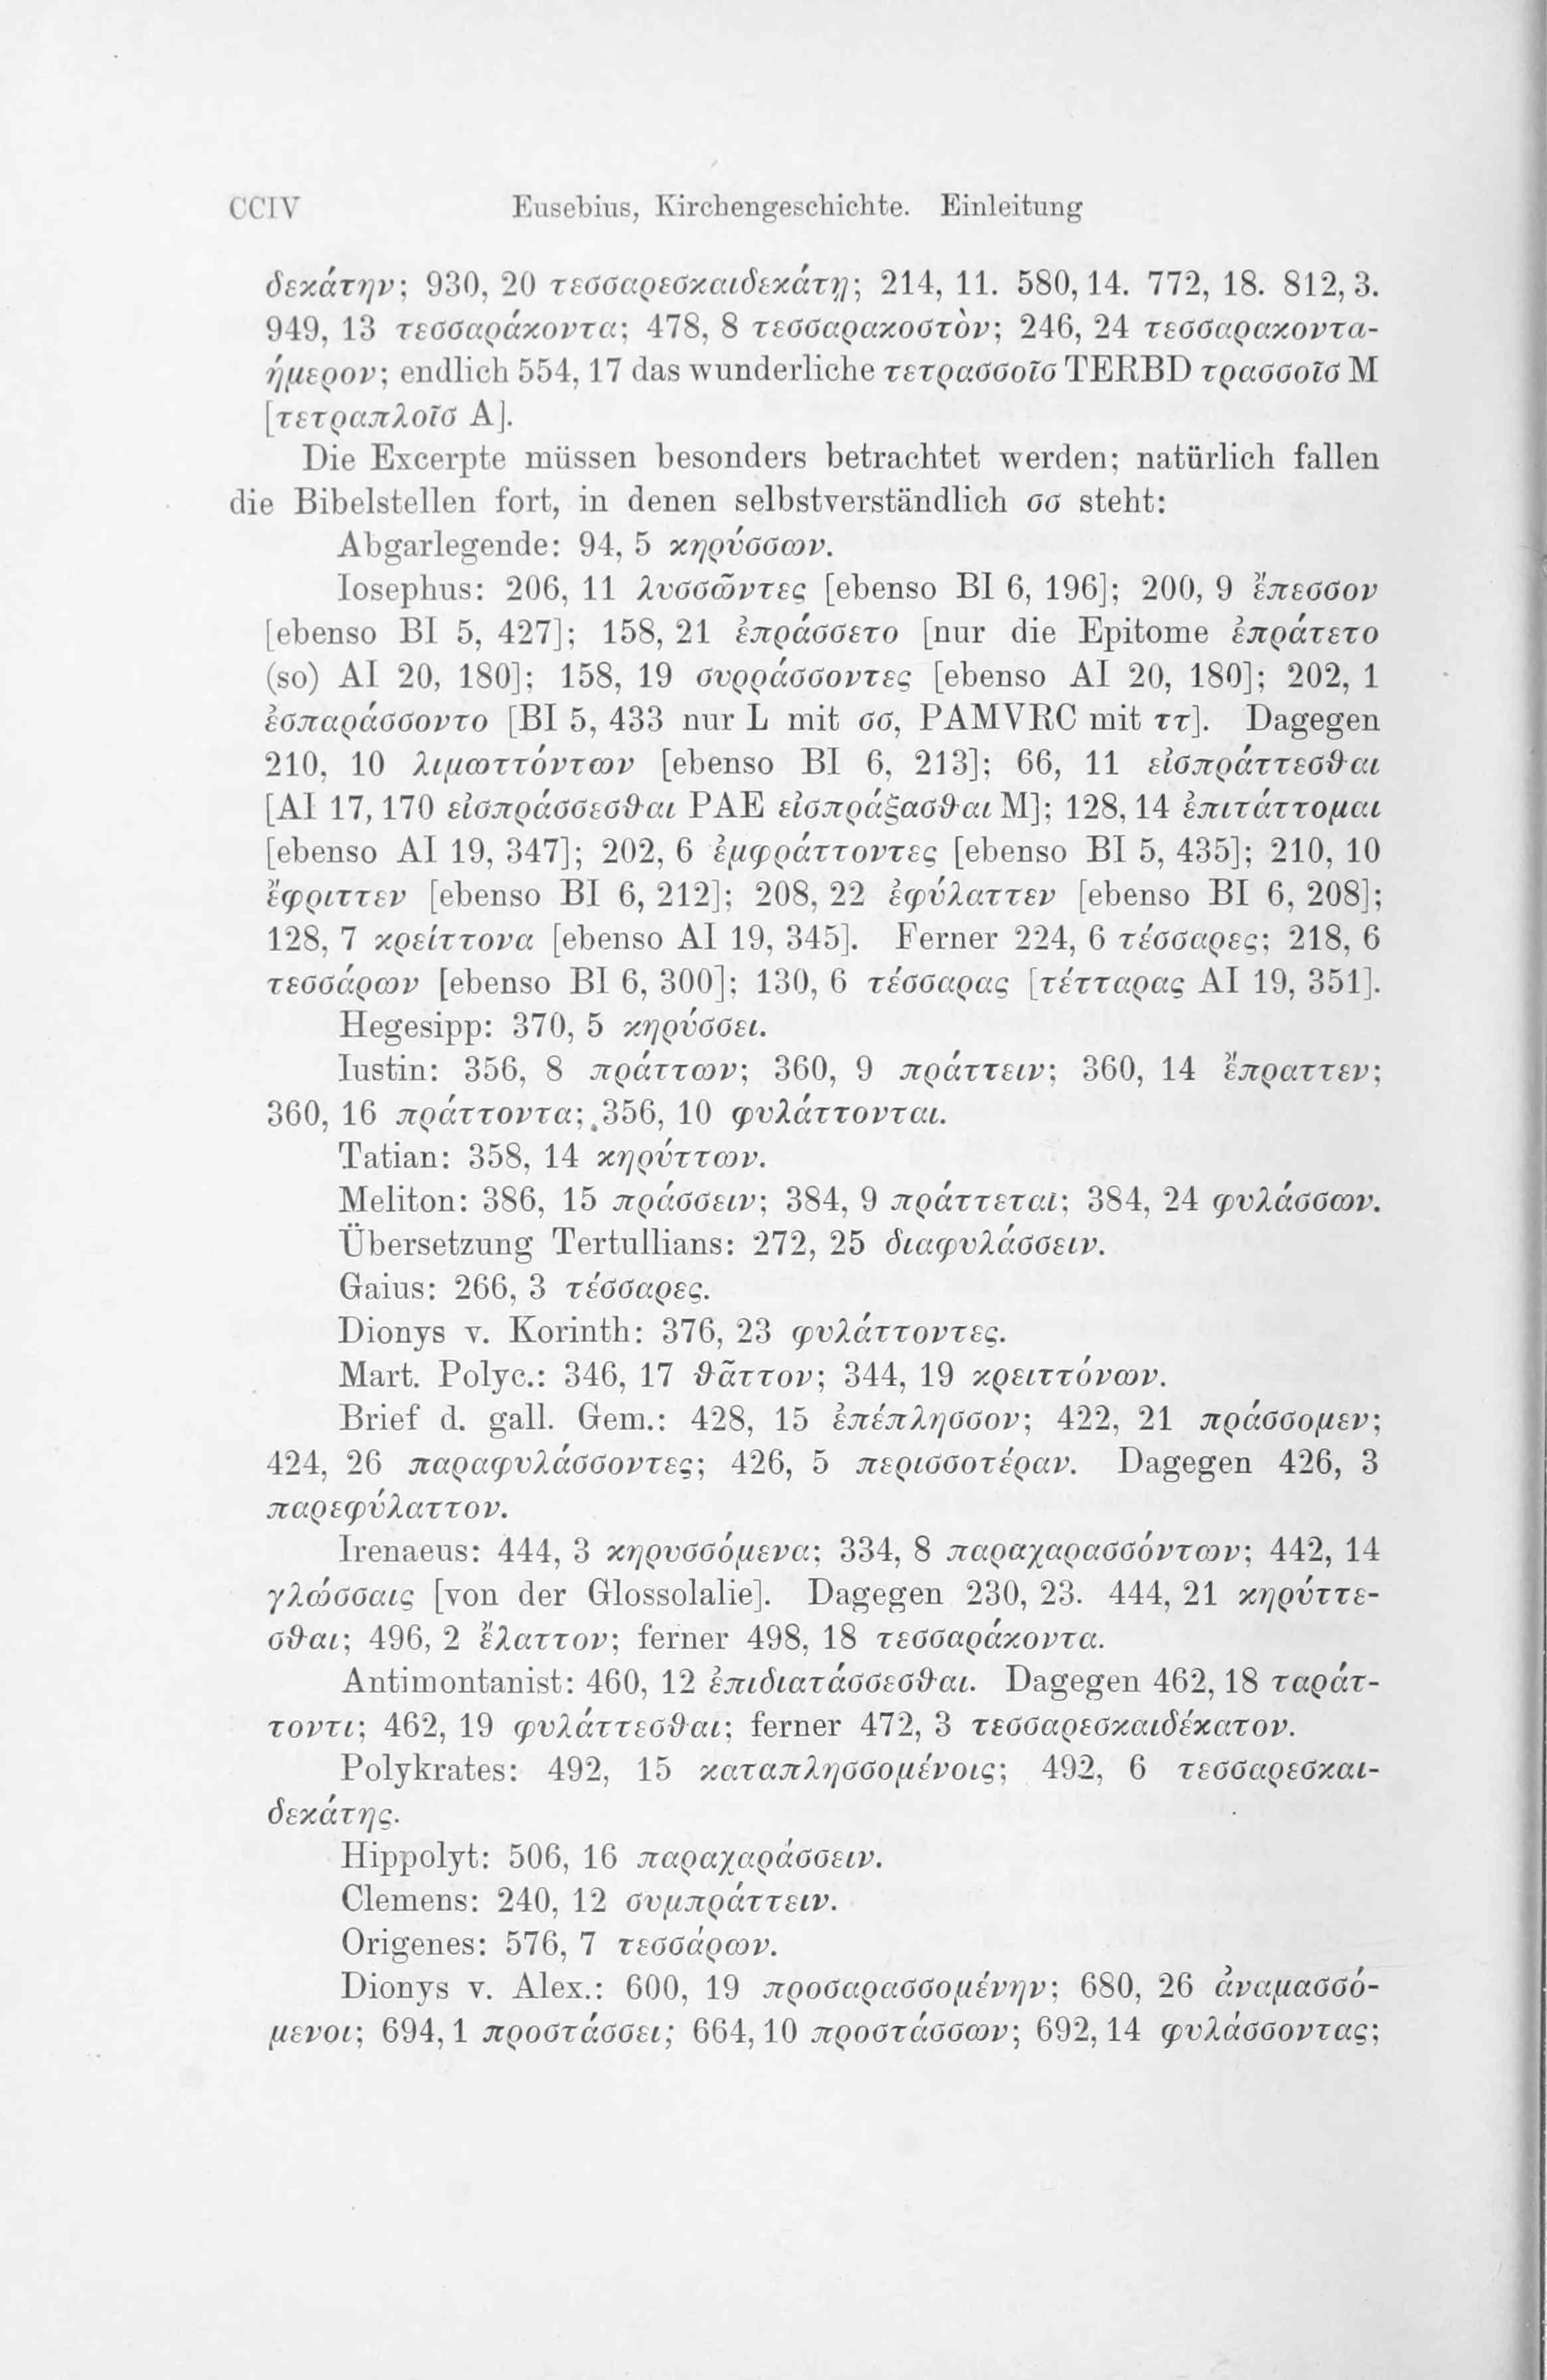 CCIV Eusebius, Kirchengeschichte. Einleitung
δεκάτην; 930, 20 τεσσαρεσκαιδεκάτῃ; 214, 11. 580, 14. 772, 18. 812, 3.
949, 13 τεσσαράκοντα; 478, 8 τεσσαρακοστὸν; 246, 24 τεσσαρακοντα-
ήμερον; endlich 554, 17 das wunderliche τετρασσοῖσ TERBD τρασσοῖσ M
[τετραπλοῖσ A].
Die Excerpte müssen besonders betrachtet werden; natürlich fallen
die Bibelstellen fort, in denen selbstverständlich σσ steht:
Abgarlegende: 94, 5 κηρύσσων.
Iosephus: 206, 11 λυσσῶντες [ebenso BI 6, 196]; 200, 9 ἔπεσσον
[ebenso BI 5, 427]; 158, 21 ἐπράσσετο [nur die Epitome ἐπράτετο
(so) AI 20, 180]; 158, 19 συρράσσοντες [ebenso AI 20, 180]; 202, 1
ἐσπαράσσοντο [BI 5, 433 nur L mit σσ, PAMVRC mit ττ]. Dagegen
210, 10 λιμωττόντων [ebenso BI 6, 213]; 66, 11 εἰσπράττεσθαι
[AI 17, 170 εἰσπράσσεσθαι PAE εἰσπράξασθαι M]; 128, 14 ἐπιτάττομαι
[ebenso AI 19, 347]; 202, 6 ἐμφράττοντες [ebenso BI 5, 435]; 210, 10
ἔφριττεν [ebenso BI 6, 212]; 208, 22 ἐφύλαττεν [ebenso BI 6, 208];
128, 7 κρείττονα [ebenso AI 19, 345]. Ferner 224, 6 τέσσαρες; 218, 6
τεσσάρων [ebenso BI 6, 300]; 130, 6 τέσσαρας [τέτταρας AI 19, 351].
Hegesipp: 370, 5 κηρύσσει.
Iustin: 356, 8 πράττων; 360, 9 πράττειν; 360, 14 ἔπραττεν;
360, 16 πράττοντα; 356, 10 φυλάττονται.
Tatian: 358, 14 κηρύττων.
Meliton: 386, 15 πράσσειν; 384, 9 πράττεται; 384, 24 φυλάσσων.
Übersetzung Tertullians: 272, 25 διαφυλάσσειν.
Gaius: 266, 3 τέσσαρες.
Dionys v. Korinth: 376, 23 φυλάττοντες.
Mart. Polyc.: 346, 17 θᾶττον; 344, 19 κρειττόνων.
Brief d. gall. Gem.: 428, 15 ἐπέπλησσον; 422, 21 πράσσομεν;
424, 26 παραφυλάσσοντες; 426, 5 περισσοτέραν. Dagegen 426, 3
παρεφύλαττον.
Irenaeus: 444, 3 κηρυσσόμενα; 334, 8 παραχαρασσόντων; 442, 14
γλώσσαις [von der Glossolalie]. Dagegen 230, 23. 444, 21 κηρύττε-
σθαι; 496, 2 ἔλαττον; ferner 498, 18 τεσσαράκοντα.
Antimontanist: 460, 12 ἐπιδιατάσσεσθαι. Dagegen 462, 18 ταράτ-
τοντι; 462, 19 φυλάττεσθαι; ferner 472, 3 τεσσαρεσκαιδέκατον.
Polykrates: 492, 15 καταπλησσομένοις; 492, 6 τεσσαρεσκαι-
δεκάτης.
Hippolyt: 506, 16 παραχαράσσειν.
Clemens: 240, 12 συμπράττειν.
Origenes: 576, 7 τεσσάρων.
Dionys v. Alex.: 600, 19 προσαρασσομένην; 680, 26 ἀναμασσό-
μενοι; 694, 1 προστάσσει; 664, 10 προστάσσων; 692, 14 φυλάσσοντας;